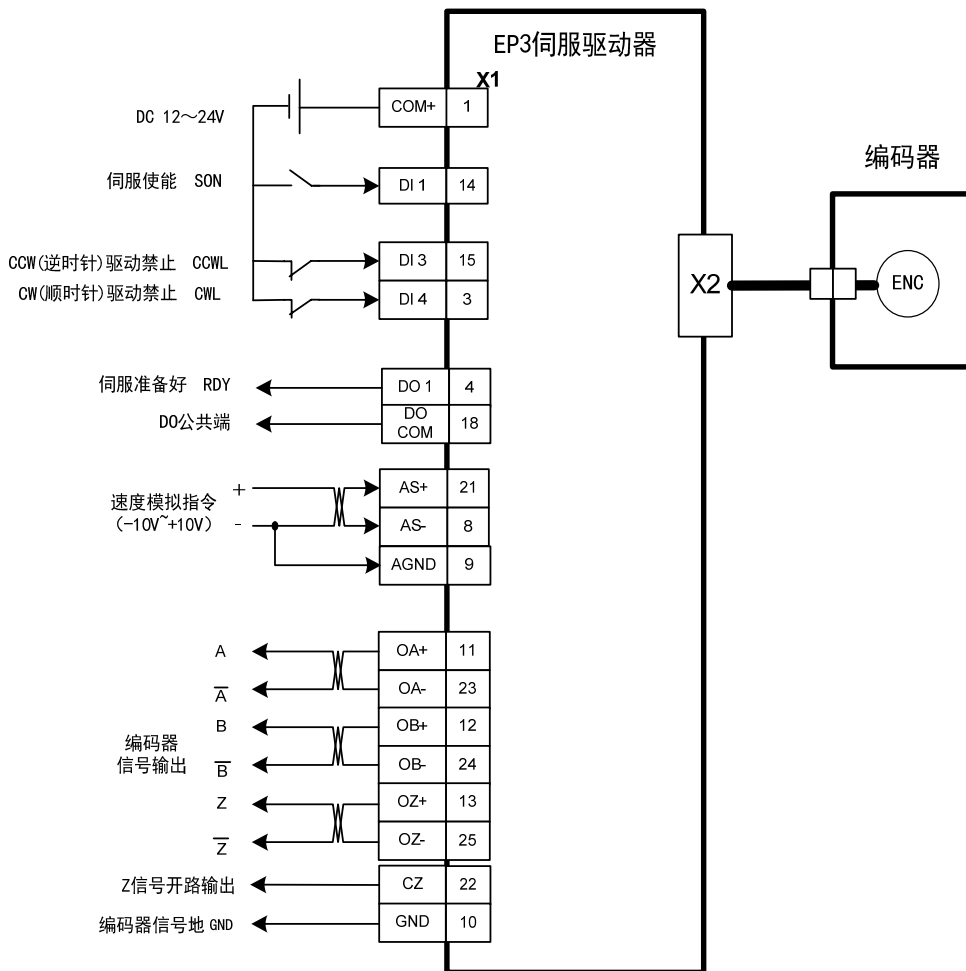 EP3伺服驱动器
X1
DC 12～24V
COM+ 1
伺服使能 SON
DI 1 14
CCW(逆时针)驱动禁止 CCWL
DI 3 15
CW(顺时针)驱动禁止 CWL
DI 4 3
编码器
X2
ENC
伺服准备好 RDY
DO 1 4
DO公共端
DO
COM
18
速度模拟指令
(-10V~+10V)
+
AS+ 21
-
AS- 8
AGND 9
编码器
信号输出
A
OA+ 11
A̅
OA- 23
B
OB+ 12
B̅
OB- 24
Z
OZ+ 13
Z̅
OZ- 25
Z信号开路输出
CZ 22
编码器信号地 GND
GND 10